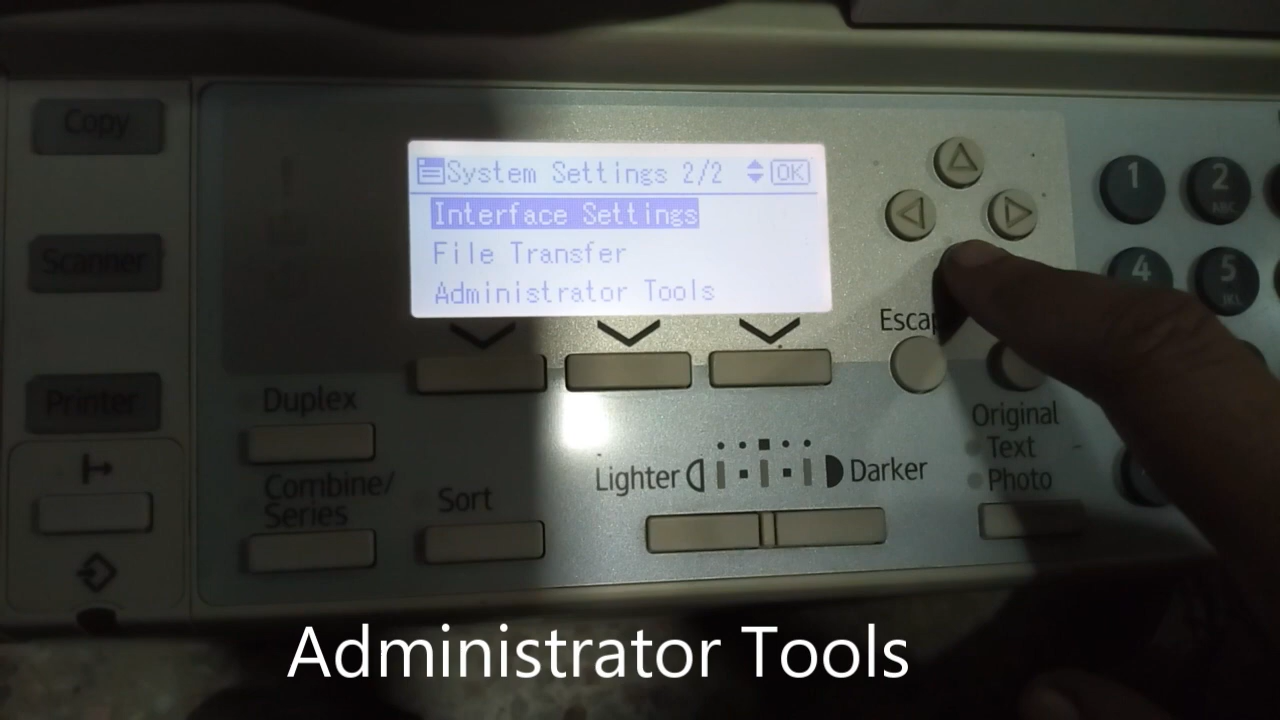 Copy
System Settings 2/2 OK
Interface Settings
File Transfer
Administrator Tools
1
2
ABC
Scanner
4
5
JKL
Printer
Duplex
Combine/
Series
Sort
Lighter
Darker
Original
Text
Photo
Administrator Tools